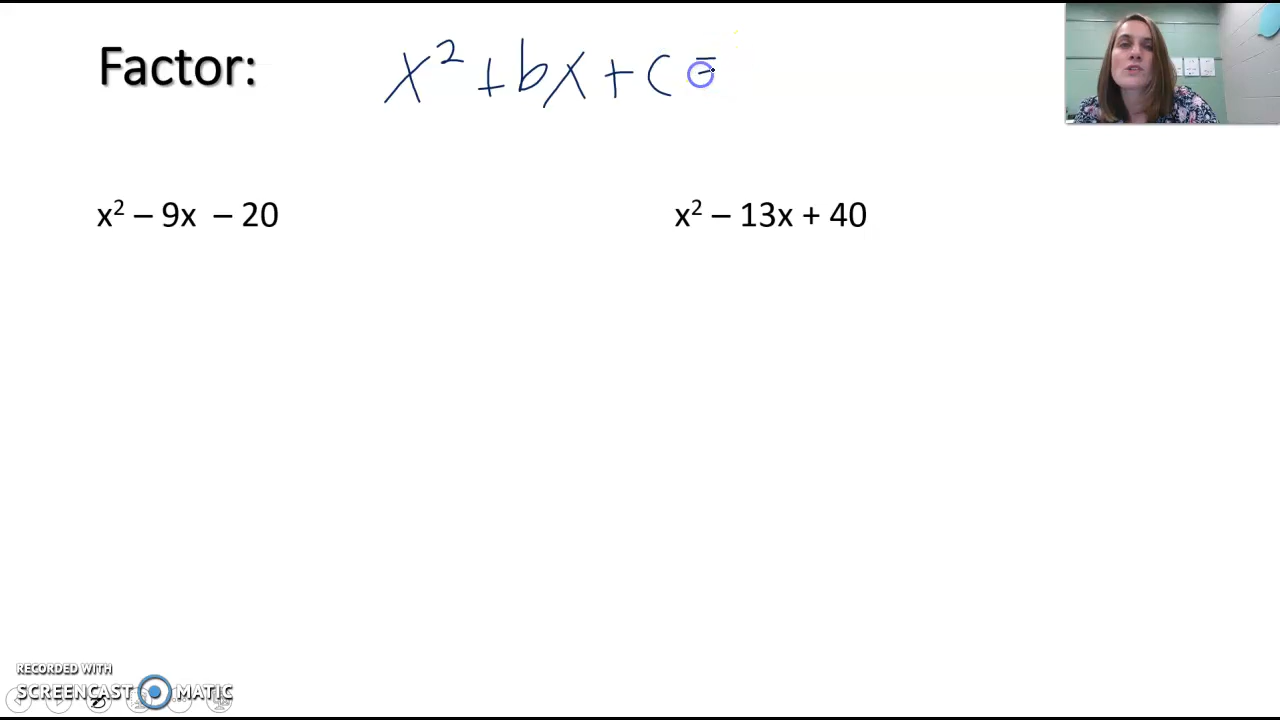 Factor: x² + bx + c =
x² – 9x – 20 x² – 13x + 40
RECORDED WITH
SCREENCAST MATIC